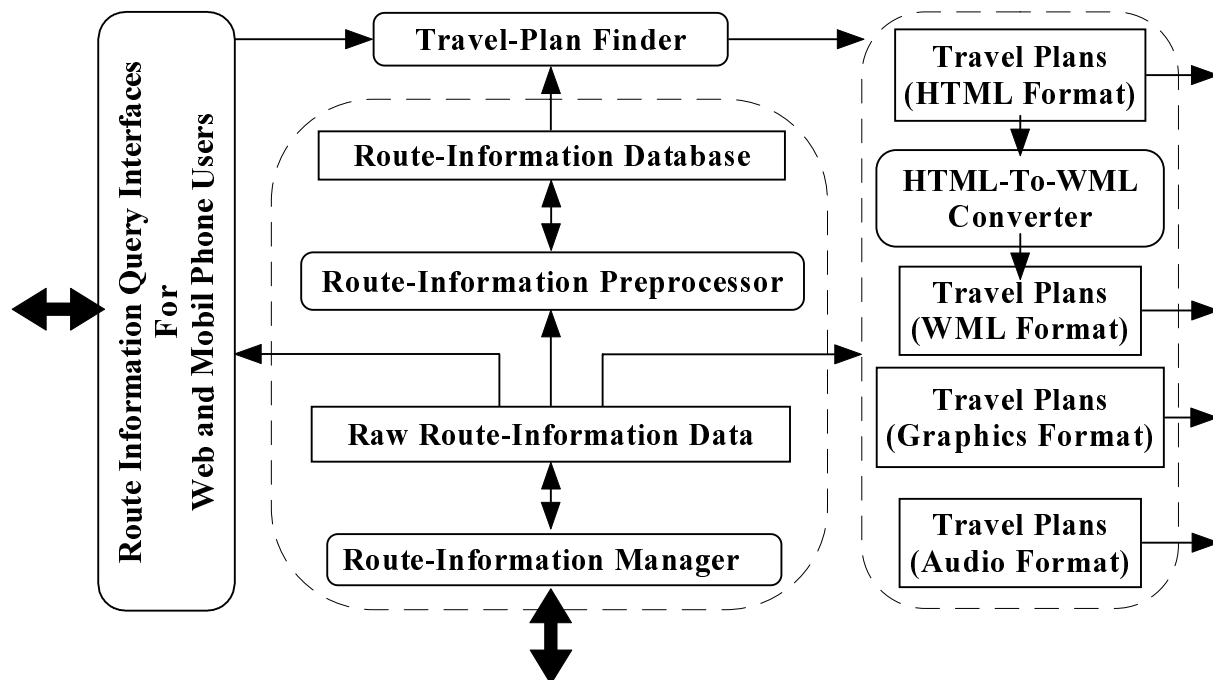 Route Information Query Interfaces
For
Web and Mobil Phone Users
Travel-Plan Finder
Route-Information Database
Route-Information Preprocessor
Raw Route-Information Data
Route-Information Manager
Travel Plans
(HTML Format)
HTML-To-WML
Converter
Travel Plans
(WML Format)
Travel Plans
(Graphics Format)
Travel Plans
(Audio Format)